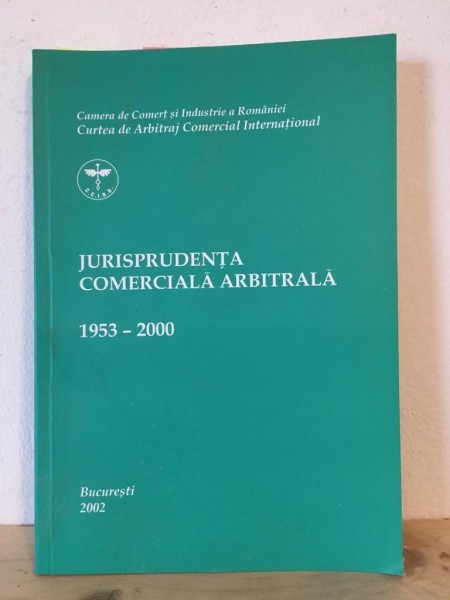 Camera de Comerț și Industrie a României
Curtea de Arbitraj Comercial Internațional
C.C.I.R.B.
JURISPRUDENȚA
COMERCIALĂ ARBITRALĂ
1953 – 2000
București
2002